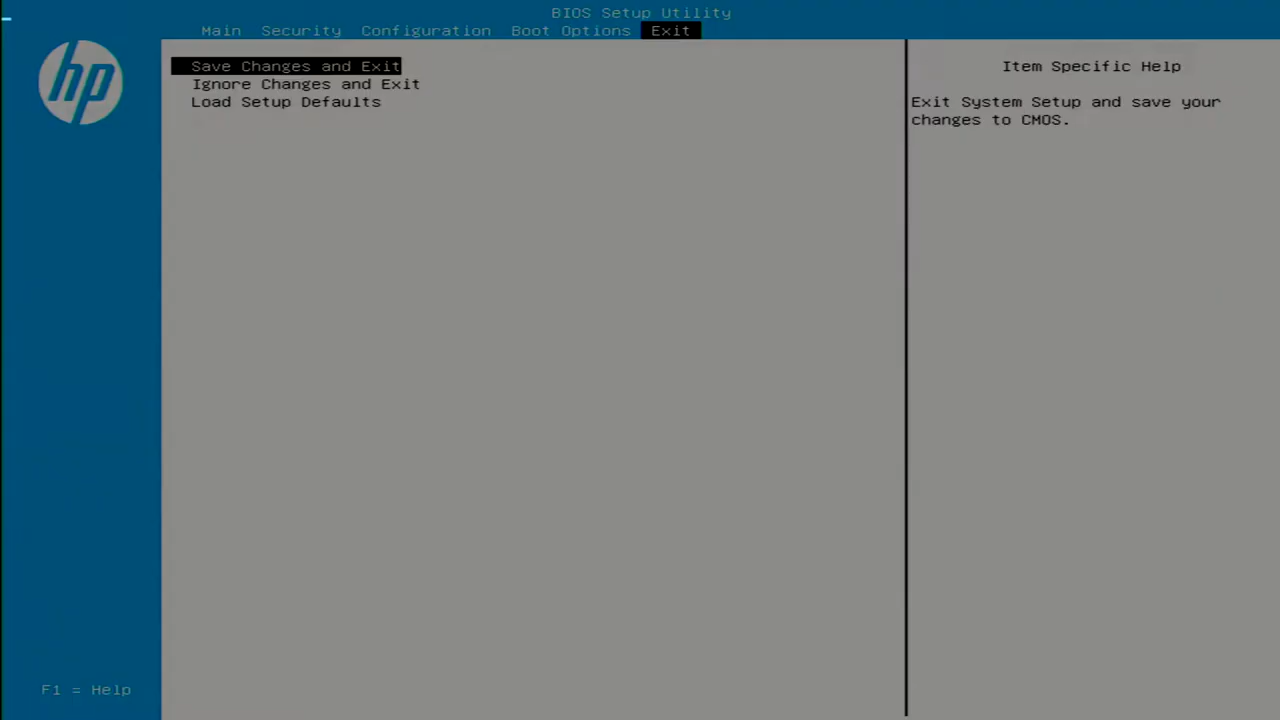 BIOS Setup Utility
Main Security Configuration Boot Options Exit
hp
Save Changes and Exit
Ignore Changes and Exit
Load Setup Defaults
Item Specific Help
Exit System Setup and save your
changes to CMOS.
F1 = Help